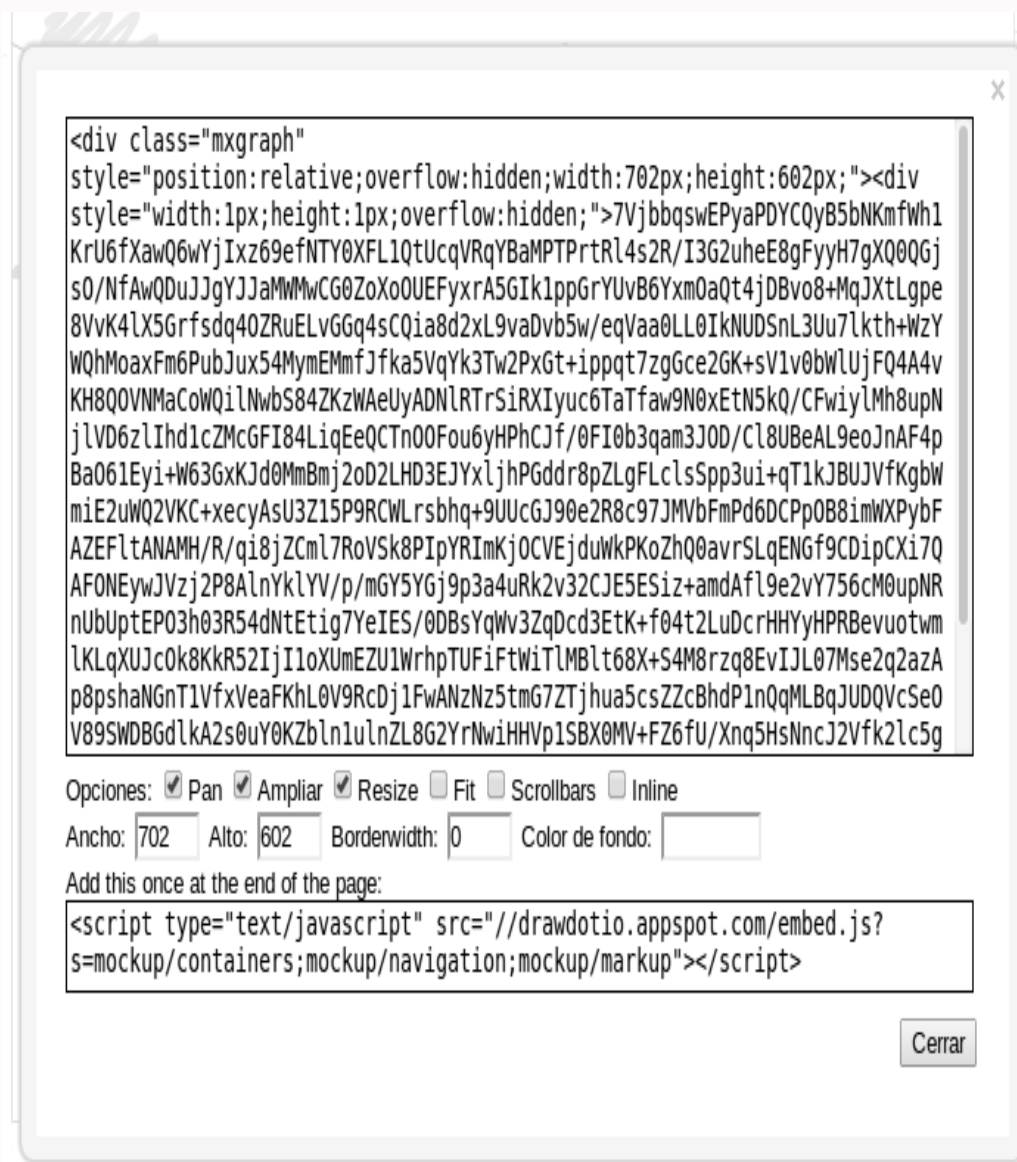 x
<div class="mxgraph"
style="position:relative;overflow:hidden;width:702px;height:602px;"><div
style="width:1px;height:1px;overflow:hidden;">7VjbbqswEPyaPDYCQyB5bNKmfWh1
KrU6fXawQ6wYjIxz69efNTY0XFL1QtUcqVRqYBaMPTPrtRl4s2R/I3G2uheE8gFyyH7gXQ0QGj
sO/NfAwQDuJJgYJJaMWMwCG0ZoXoOUEFyxrA5GIk1ppGrYUvB6YxmOaQt4jDBvo8+MqJXtLgpe
8VvK4lX5Grfsdq4OZRuELvGGq4sCQia8d2xL9vaDvb5w/eqVaa0LL0IkNUDSnL3Uu7lkth+WzY
WQhMoaxFm6PubJux54MymEMmfJfka5VqYk3Tw2PxGt+ippqt7zgGce2GK+sV1v0bWlUjFQ4A4v
KH8QOVNMaCoWQilNwbS84ZKzWAeUyADNlRTrSiRXIyuc6TaTfaw9N0xEtN5kQ/CFwiylMh8upN
jlVD6zlIhd1cZMcGFI84LiqEeQCTnOOFou6yHPhCJf/0FI0b3qam3JOD/Cl8UBeAL9eoJnAF4p
BaO61Eyi+W63GxKJd0MmBmj2oD2LHD3EJYxljhPGddr8pZLgFLclsSpp3ui+qT1kJBUJVfKgbW
miE2uWQ2VKC+xecyAsU3Z15P9RCWLrsbhq+9UUcGJ90e2R8c97JMVbFmPd6DCPpOB8imWXPybF
AZEFltANAMH/R/qi8jZCml7RoVSk8PIpYRImKjOCVEjduWkPKoZhQ0avrSLqENGf9CDipCXi7Q
AFONEywJVzj2P8AlnYklYV/p/mGY5YGj9p3a4uRk2v32CJE5ESiz+amdAfl9e2vY756cM0upNR
nUbUptEPO3h03R54dNtEtig7YeIES/0DBsYqWv3ZqDcd3EtK+f04t2LuDcrHHYyHPRBevuotwm
lKLqXUJcOk8KkR52IjI1oXUmEZU1WrhpTUFiFtWiTlMBlt68X+S4M8rzq8EvIJL07Mse2q2azA
p8pshaNGnT1VfxVeaFKhL0V9RcDj1FwANzNz5tmG7ZTjhua5csZZcBhdP1nQqMLBqJUDQVcSeO
V89SWDBGdlkA2s0uY0KZbln1ulnZL8G2YrNwiHHVp1SBX0MV+FZ6fU/Xnq5HsNncJ2Vfk2lc5g
Opciones: Pan Ampliar Resize Fit Scrollbars Inline
Ancho: 702 Alto: 602 Borderwidth: 0 Color de fondo:
Add this once at the end of the page:
<script type="text/javascript" src="//drawdotio.appspot.com/embed.js?
s=mockup/containers;mockup/navigation;mockup/markup"></script>
Cerrar